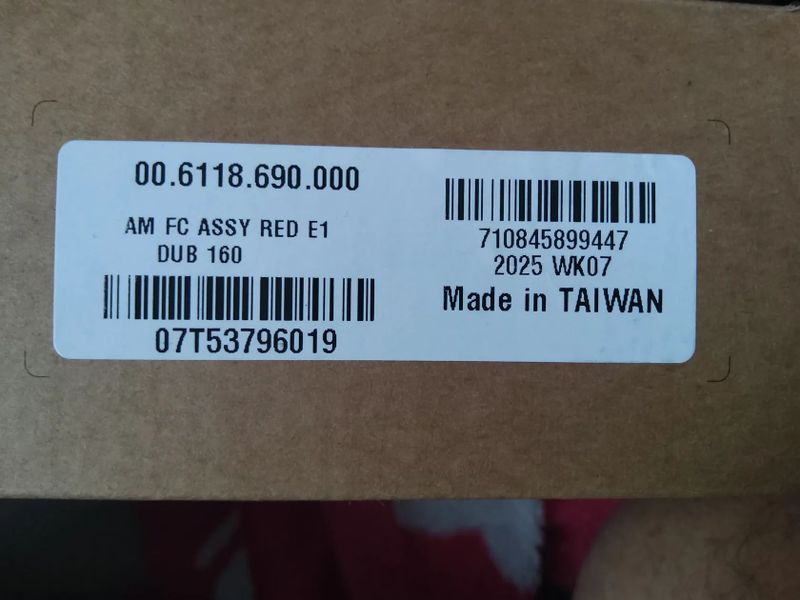 00.6118.690.000
AM FC ASSY RED E1
DUB 160
07T53796019
710845899447
2025 WK07
Made in TAIWAN